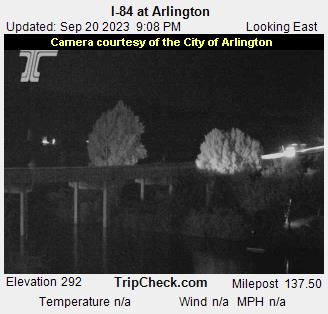 I-84 at Arlington
Updated: Sep 20 2023 9:08 PM Looking East
Camera courtesy of the City of Arlington
Elevation 292 TripCheck.com Milepost 137.50
Temperature n/a Wind n/a MPH n/a